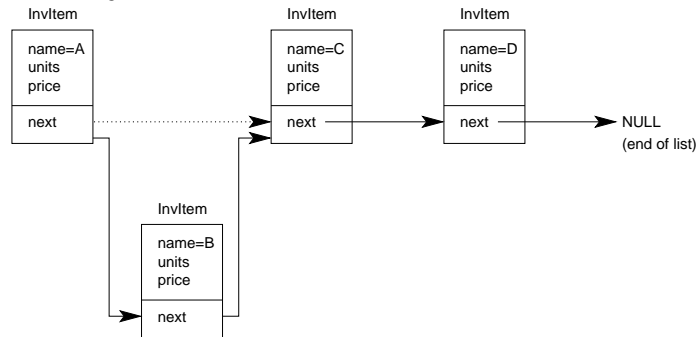 InvItem
name=A
units
price
next
InvItem
name=C
units
price
next
InvItem
name=D
units
price
next
NULL
(end of list)
InvItem
name=B
units
price
next